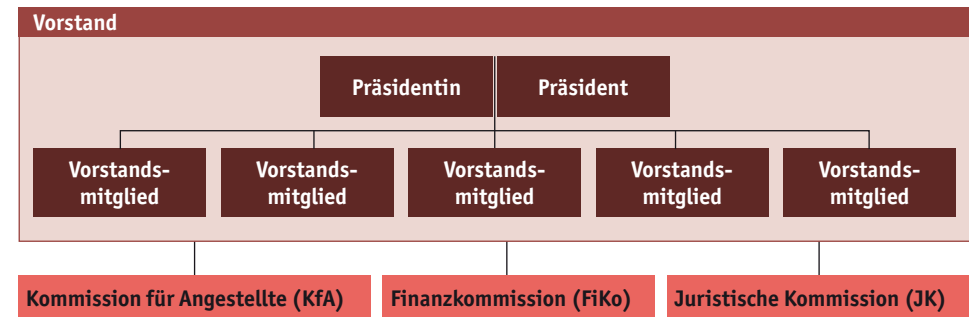 Vorstand
Präsidentin
Präsident
Vorstands-
mitglied
Vorstands-
mitglied
Vorstands-
mitglied
Vorstands-
mitglied
Vorstands-
mitglied
Kommission für Angestellte (KfA)
Finanzkommission (FiKo)
Juristische Kommission (JK)